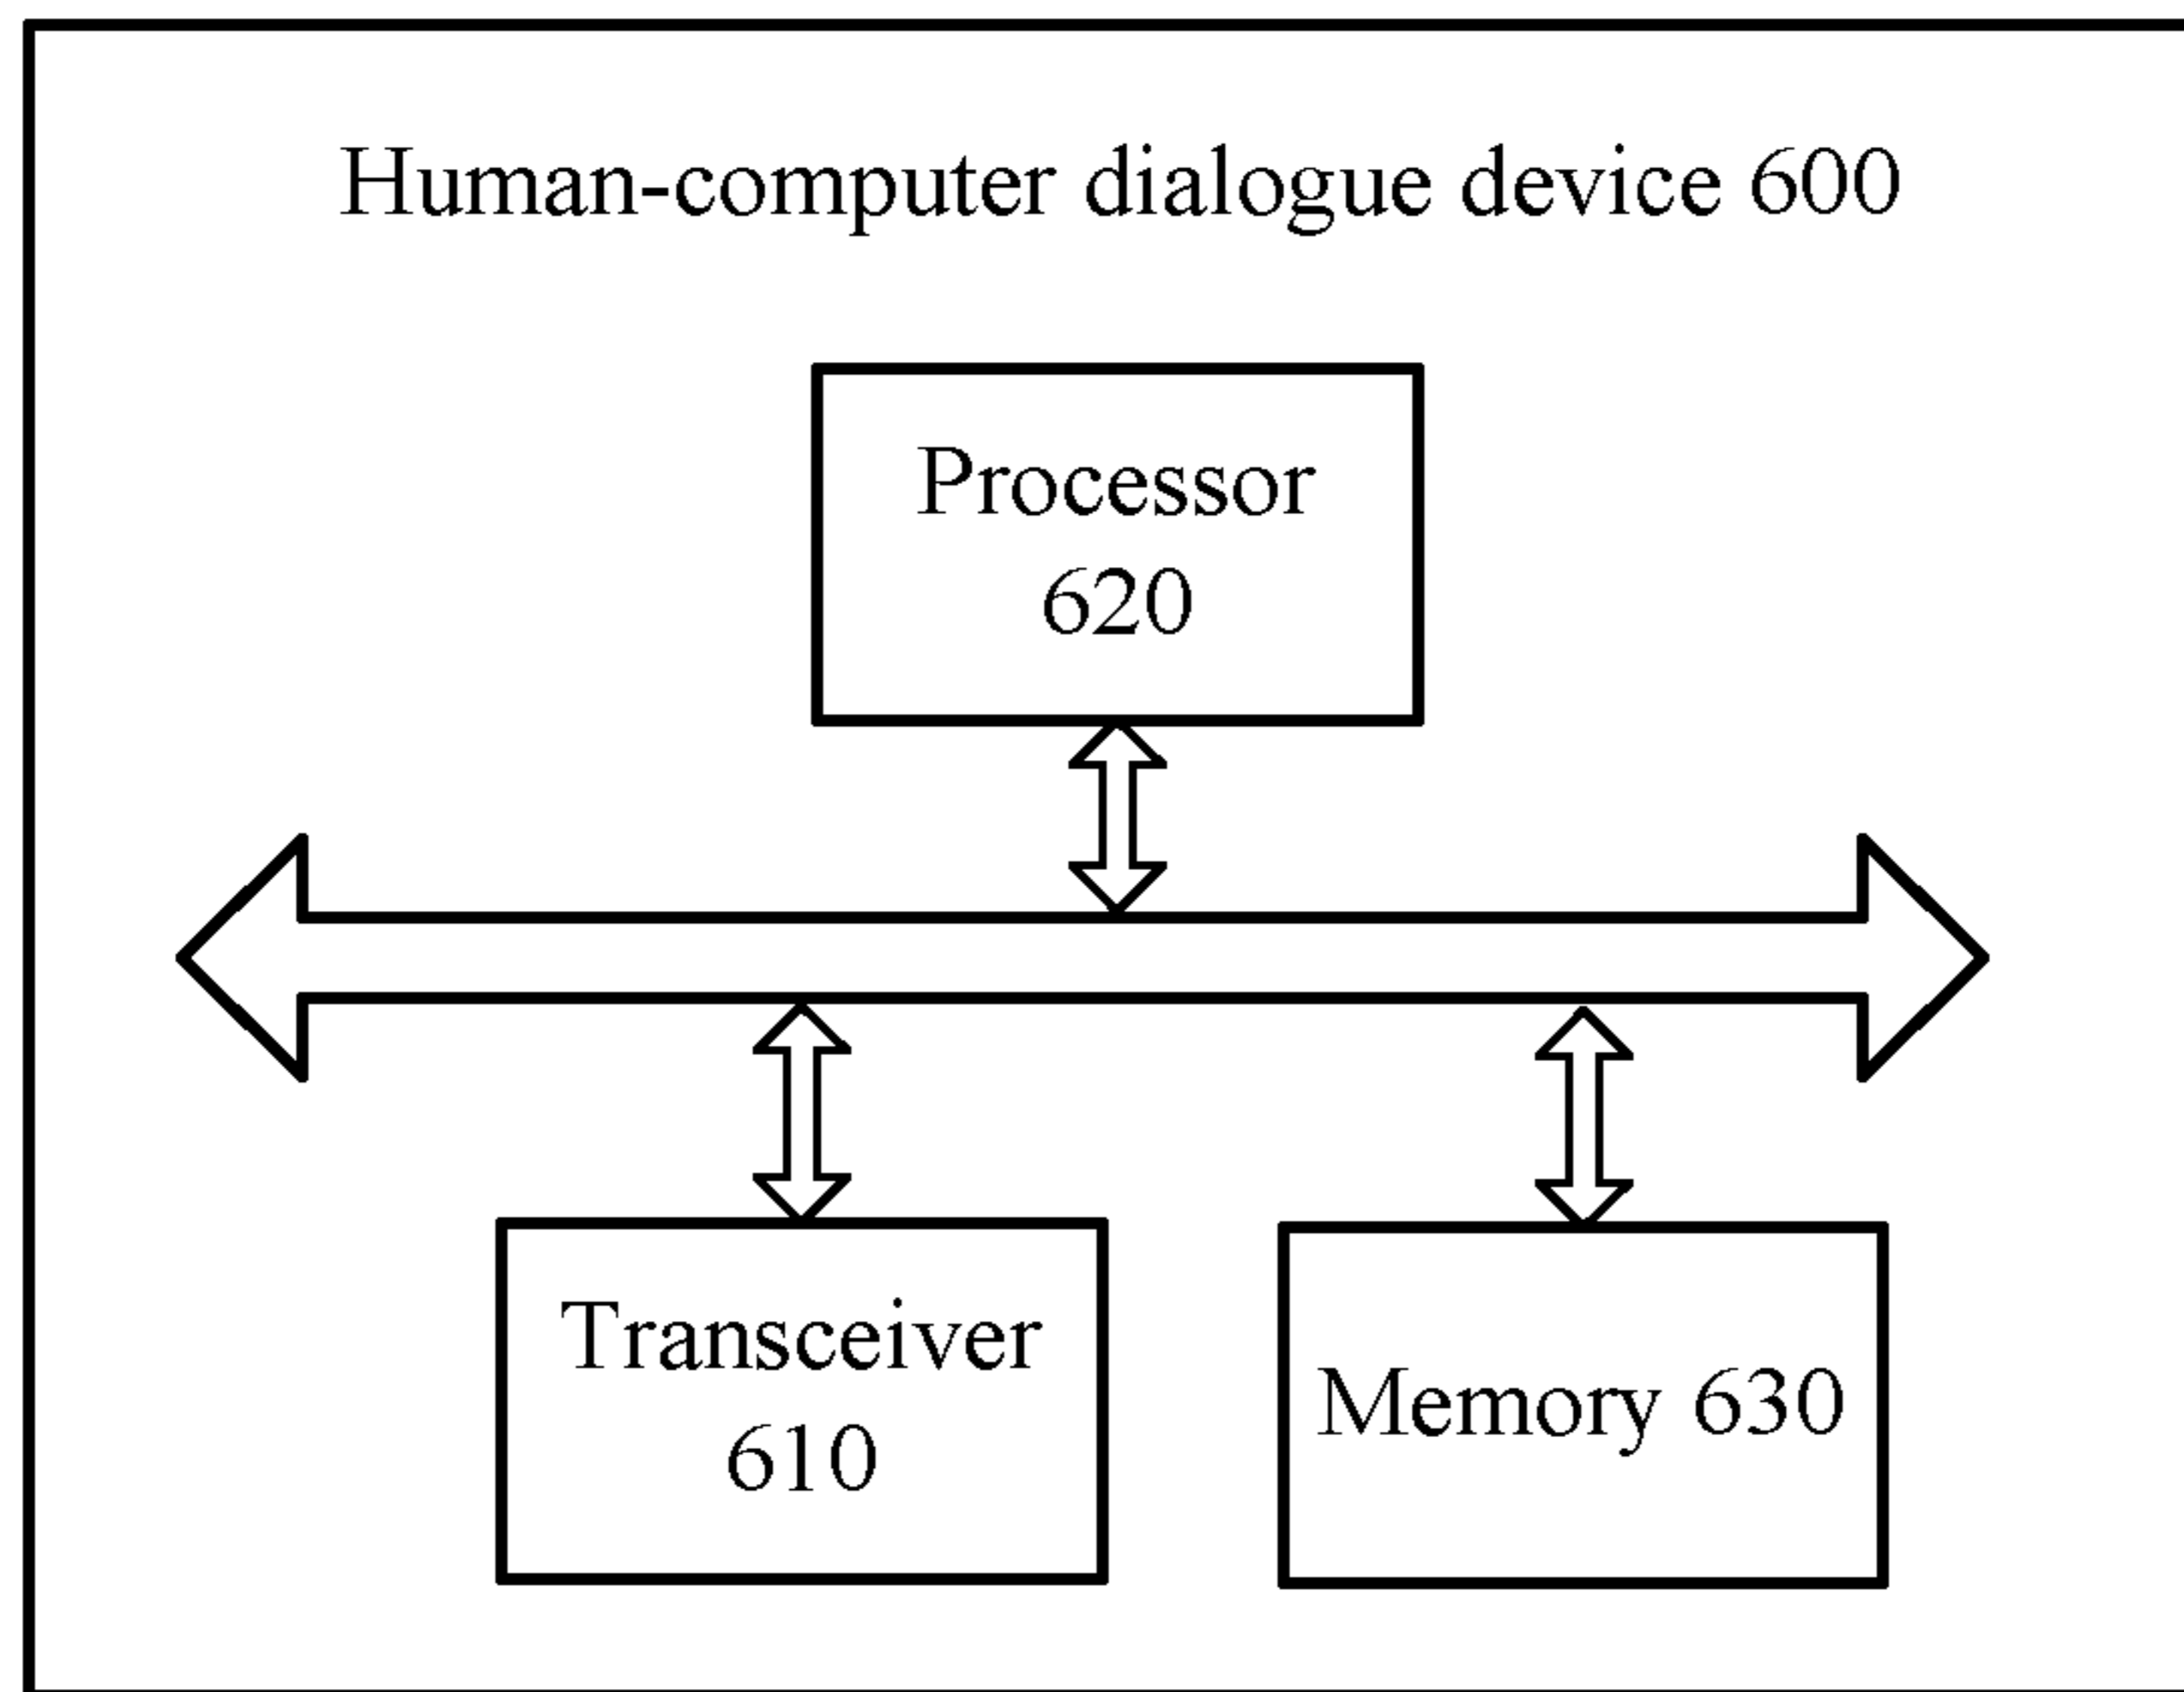 Human-computer dialogue device 600
Processor
620
Transceiver
610
Memory 630